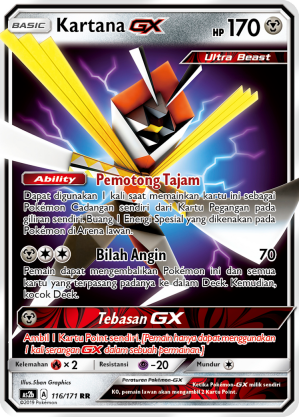 BASIC Kartana GX HP 170
Ultra Beast
Ability Pemotong Tajam
Dapat digunakan 1 kali saat memainkan kartu ini sebagai
Pokémon Cadangan sendiri dari Kartu Pegangan pada
giliran sendiri. Buang 1 Energi Spesial yang dikenakan pada
Pokémon di Arena lawan.
Bilah Angin 70
Pemain dapat mengembalikan Pokémon ini dan semua
kartu yang terpasang padanya ke dalam Deck. Kemudian,
kocok Deck.
Tebasan GX
Ambil 1 Kartu Point sendiri. [Pemain hanya dapat menggunakan
1 kali serangan GX dalam sebuah permainan.]
Kelemahan × 2 Resistansi -20 Mundur
Illus. 5ban Graphics
Peraturan Pokémon-GX
as2b A 116/171 RR
Ketika Pokémon-GX milik sendiri
KO, pemain lawan mengambil 2 Kartu Point.
©2019 Pokémon